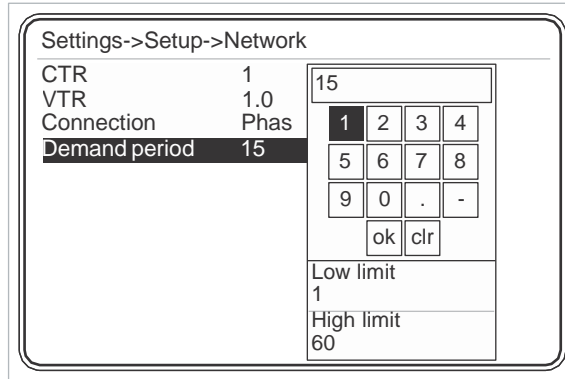 Settings->Setup->Network
CTR 1
VTR 1.0
Connection Phas
Demand period 15
15
1 2 3 4
5 6 7 8
9 0 . -
ok clr
Low limit
1
High limit
60